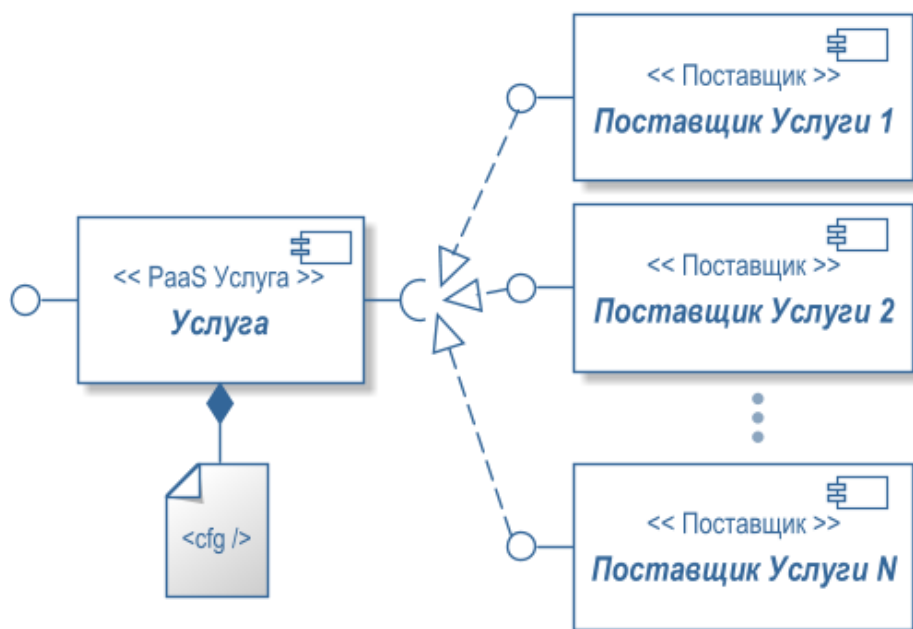 << Поставщик >>
Поставщик Услуги 1
<< PaaS Услуга >>
Услуга
<< Поставщик >>
Поставщик Услуги 2
<cfg />
<< Поставщик >>
Поставщик Услуги N